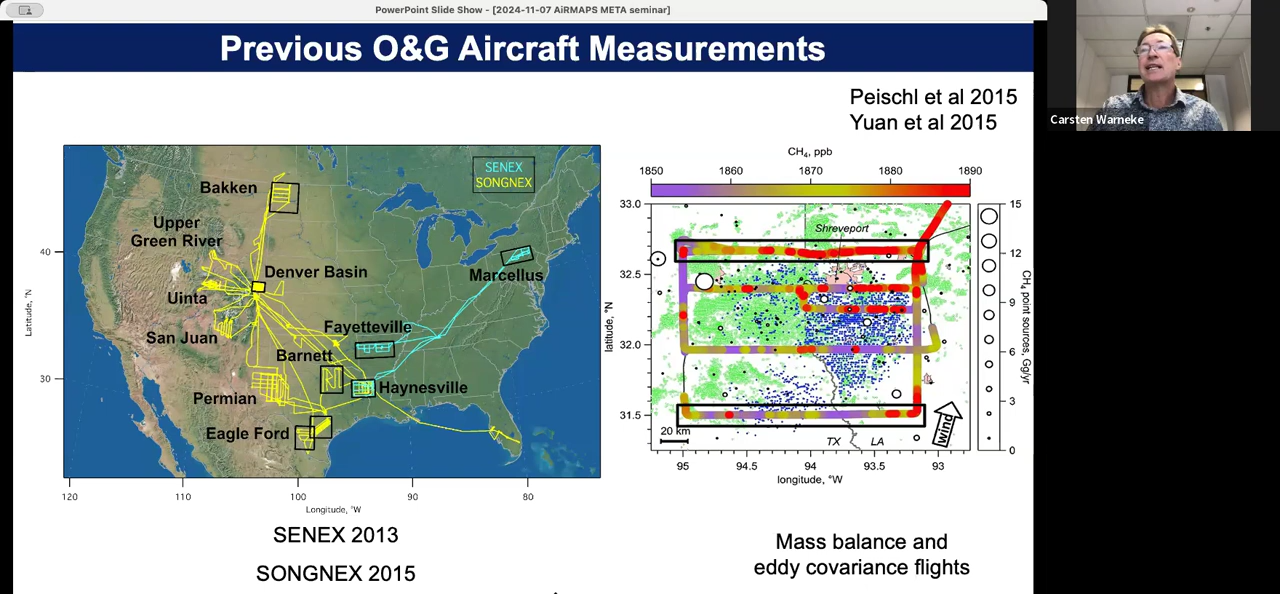 PowerPoint Slide Show - [2024-11-07 AiRMAPS META seminar]
Previous O&G Aircraft Measurements
Carsten Warneke
Peischl et al 2015
Yuan et al 2015
SENEX
SONGNEX
Bakken
Upper
Green River
Denver Basin
Marcellus
Uinta
San Juan
Fayetteville
Barnett
Haynesville
Permian
Eagle Ford
40
30
Latitude, °N
120
110
100
90
80
Longitude, °W
SENEX 2013
SONGNEX 2015
CH₄, ppb
1850
1860
1870
1880
1890
33.0
32.5
32.0
31.5
latitude, °N
Shreveport
20 km
TX
LA
wind
95
94.5
94
93.5
93
longitude, °W
15
12
9
6
3
0
CH₄ point sources, Gg/yr
Mass balance and
eddy covariance flights